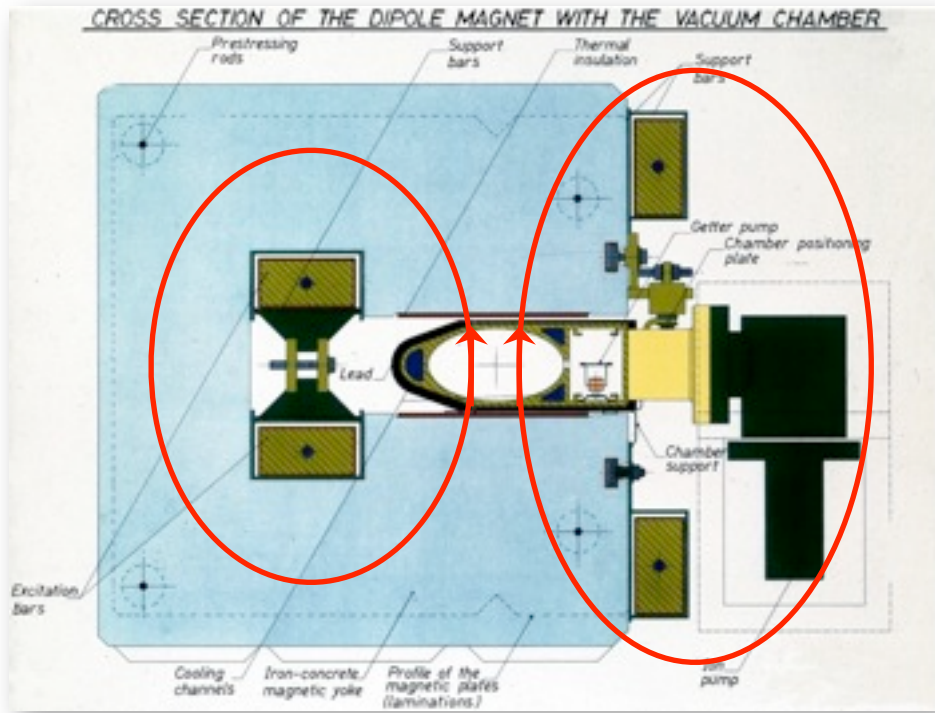 CROSS SECTION OF THE DIPOLE MAGNET WITH THE VACUUM CHAMBER
Prestressing
rods
Support
bars
Thermal
insulation
Support
bars
Getter pump
Chamber positioning
plate
Lead
Chamber
support
Excitation
bars
Cooling
channels
Iron-concrete
magnetic yoke
Profile of the
magnetic plates
(laminations)
Ion
pump